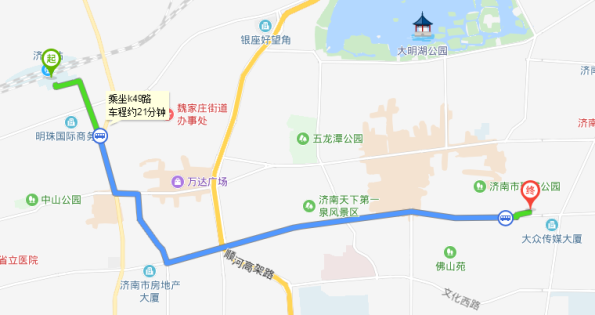 银座好望角
大明湖公园
济南
起
乘坐k49路
车程约21分钟
魏家庄街道
办事处
济南
明珠国际商务
五龙潭公园
万达广场
济南市
公园
终
中山公园
济南天下第一
泉风景区
大众传媒大厦
顺河高架路
佛山苑
省立医院
济南市房地产
大厦
文化西路